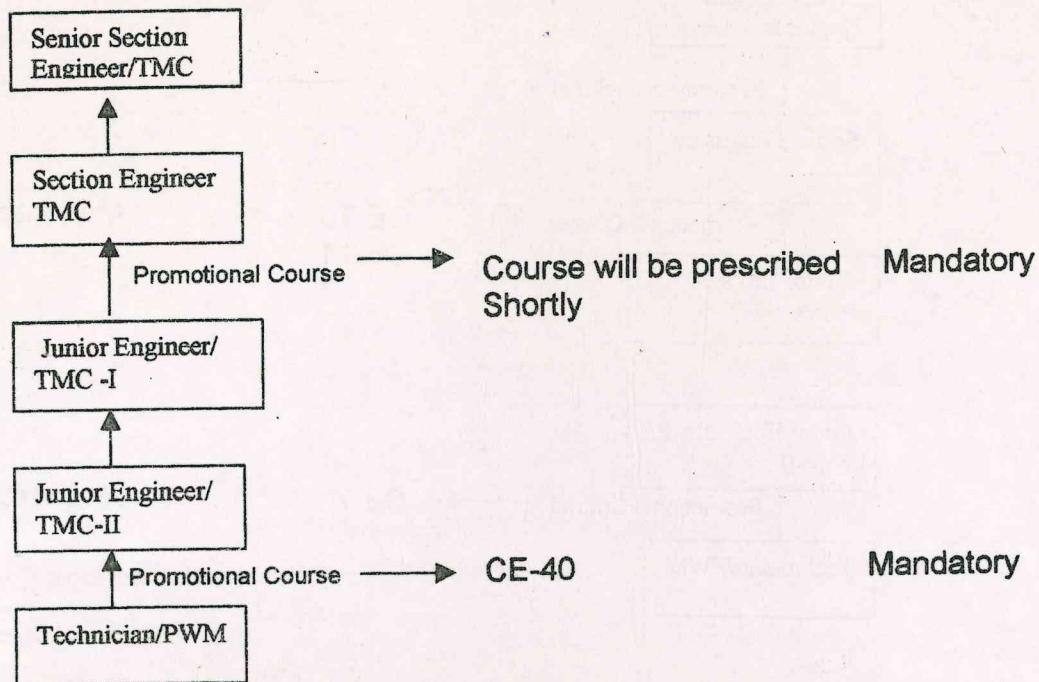 Senior Section
Engineer/TMC
Section Engineer
TMC
Promotional Course
Course will be prescribed
Shortly
Mandatory
Junior Engineer/
TMC -I
Junior Engineer/
TMC-II
Promotional Course
CE-40
Mandatory
Technician/PWM